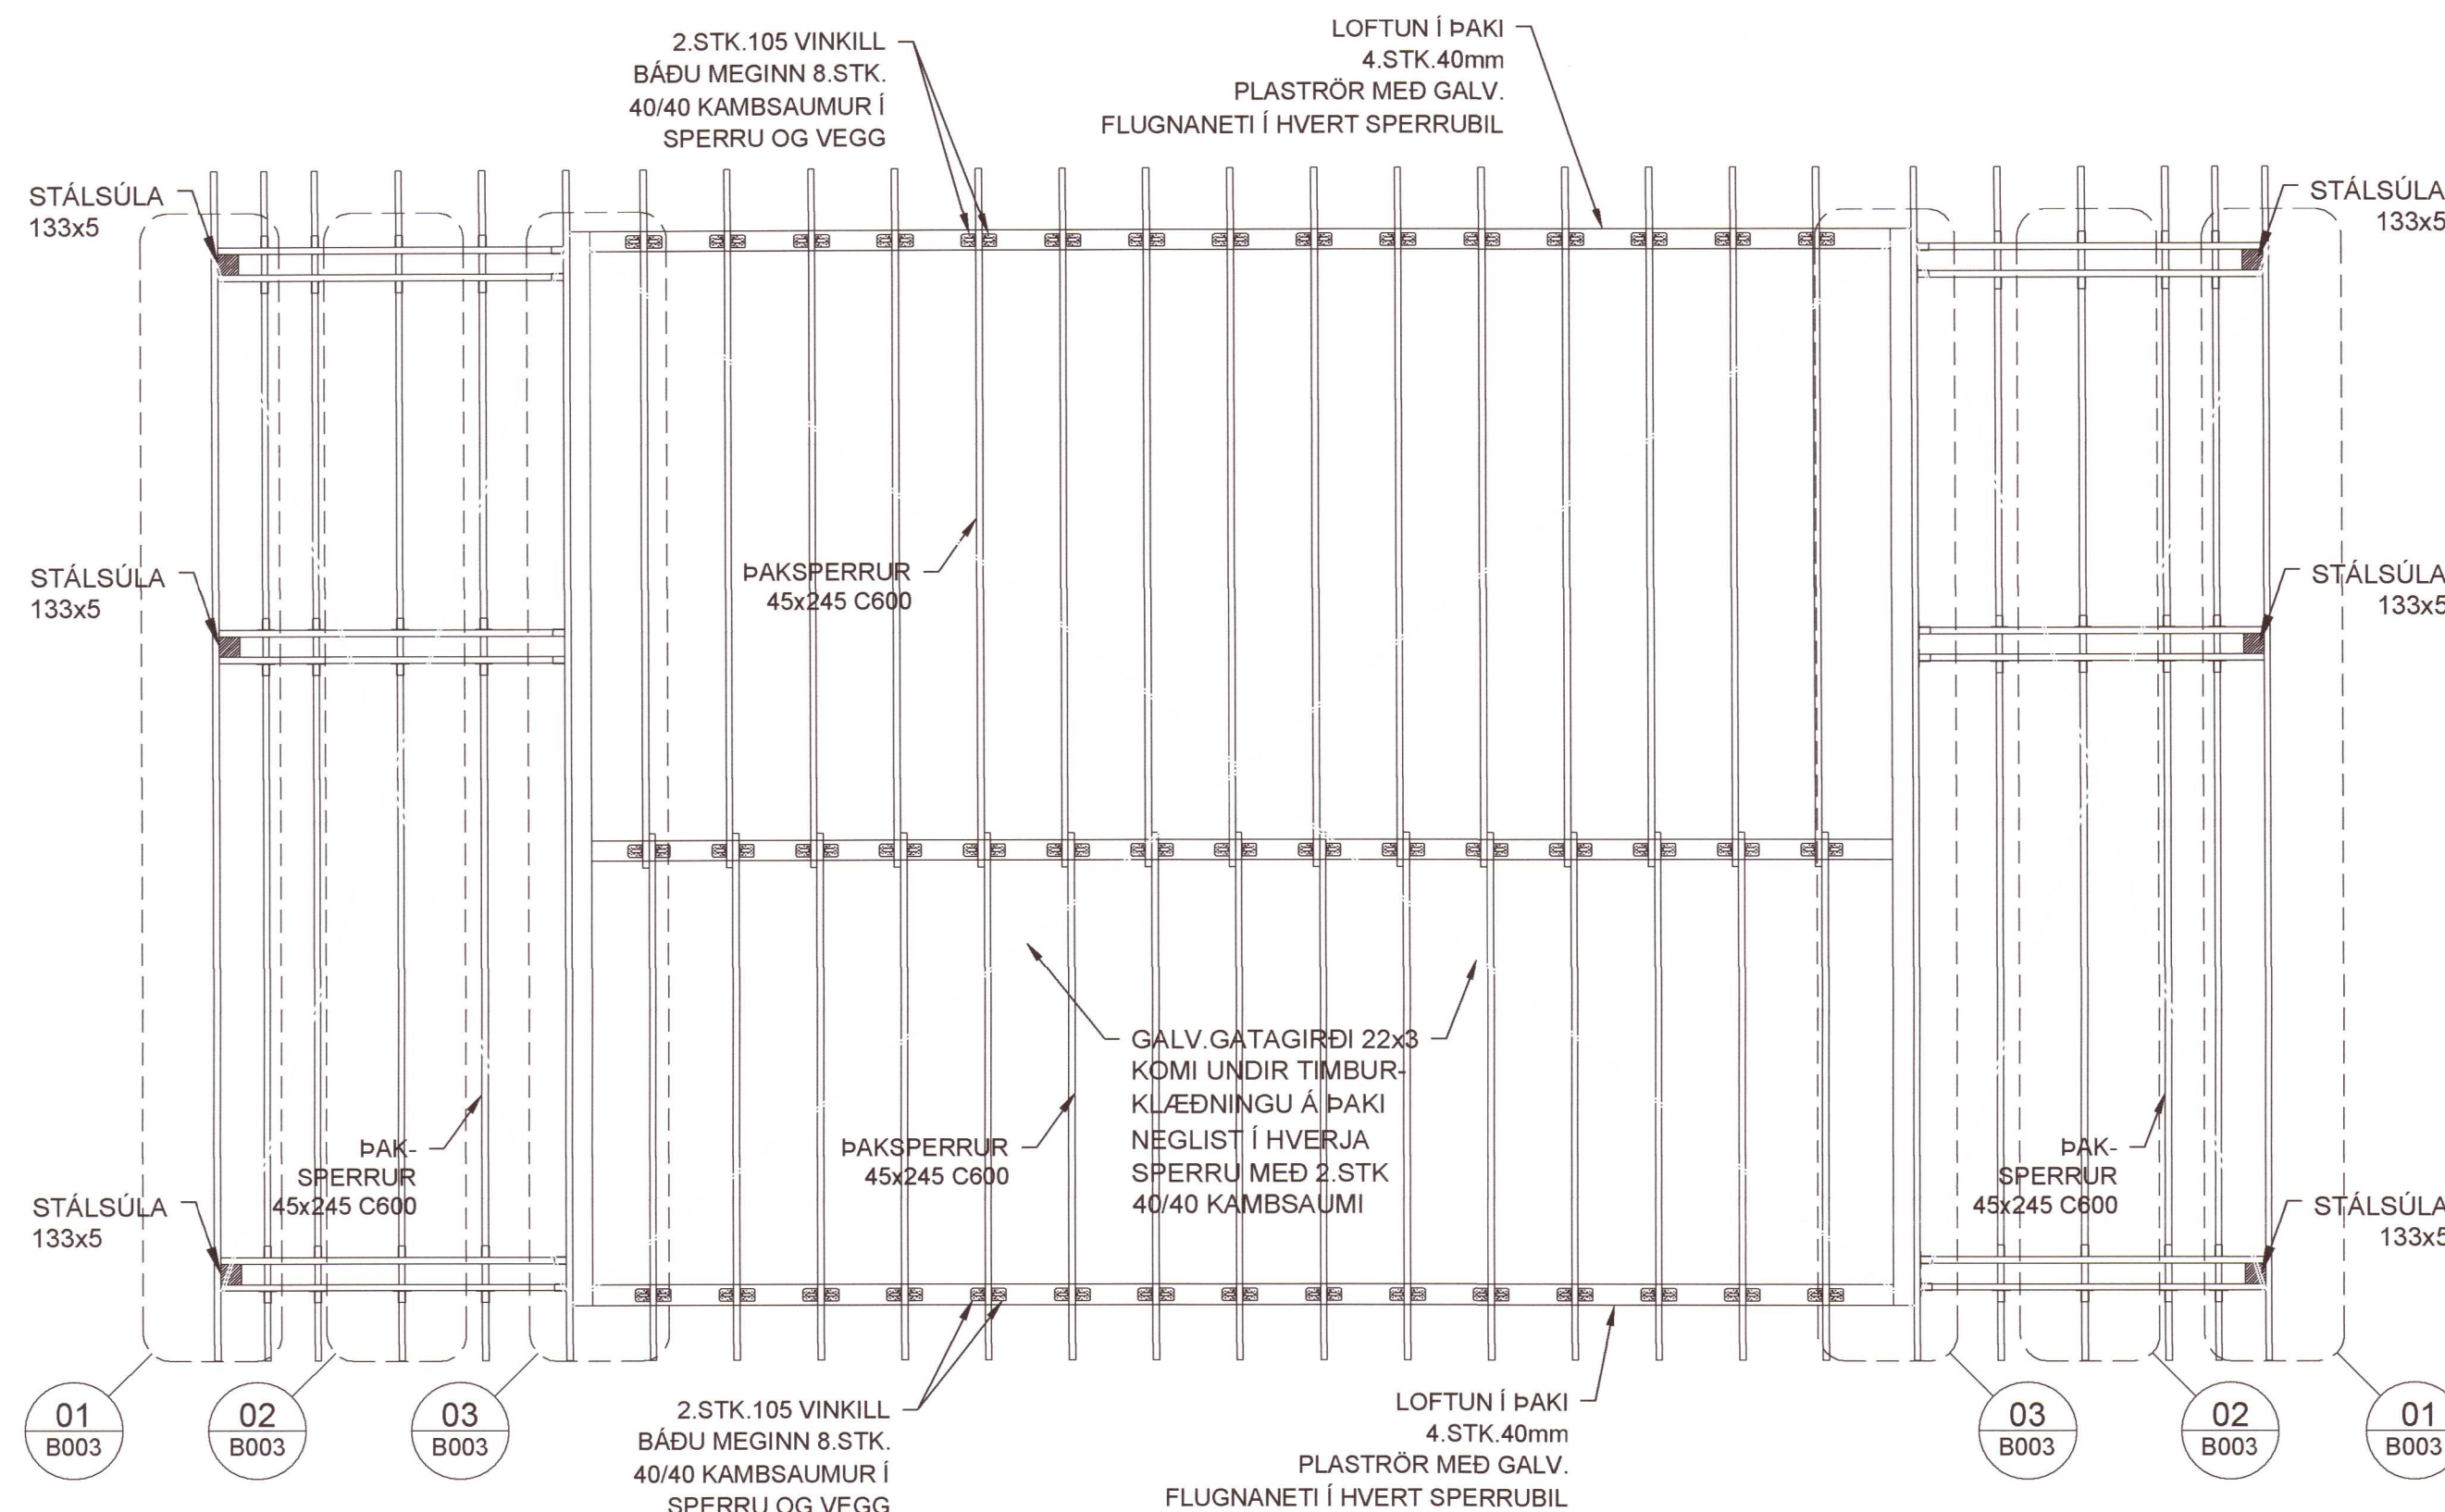 2.STK.105 VINKILL
BÁÐU MEGINN 8.STK.
40/40 KAMBSAUMUR Í
SPERRU OG VEGG
LOFTUN Í ÞAKI
4.STK.40mm
PLASTRÖR MEÐ GALV.
FLUGNANETI Í HVERT SPERRUBIL
STÁLSÚLA
133x5
STÁLSÚLA
133x5
STÁLSÚLA
133x5
ÞAKSPERRUR
45x245 C600
STÁLSÚLA
133x5
GALV.GATAGIRÐI 22x3
KOMI UNDIR TIMBUR-
KLÆÐNINGU Á ÞAKI
NEGLIST Í HVERJA
SPERRU MEÐ 2.STK
40/40 KAMBSAUMI
ÞAK-
SPERRUR
45x245 C600
ÞAKSPERRUR
45x245 C600
ÞAK-
SPERRUR
45x245 C600
STÁLSÚLA
133x5
STÁLSÚLA
133x5
01
B003
02
B003
03
B003
2.STK.105 VINKILL
BÁÐU MEGINN 8.STK.
40/40 KAMBSAUMUR Í
SPERRU OG VEGG
LOFTUN Í ÞAKI
4.STK.40mm
PLASTRÖR MEÐ GALV.
FLUGNANETI Í HVERT SPERRUBIL
03
B003
02
B003
01
B003